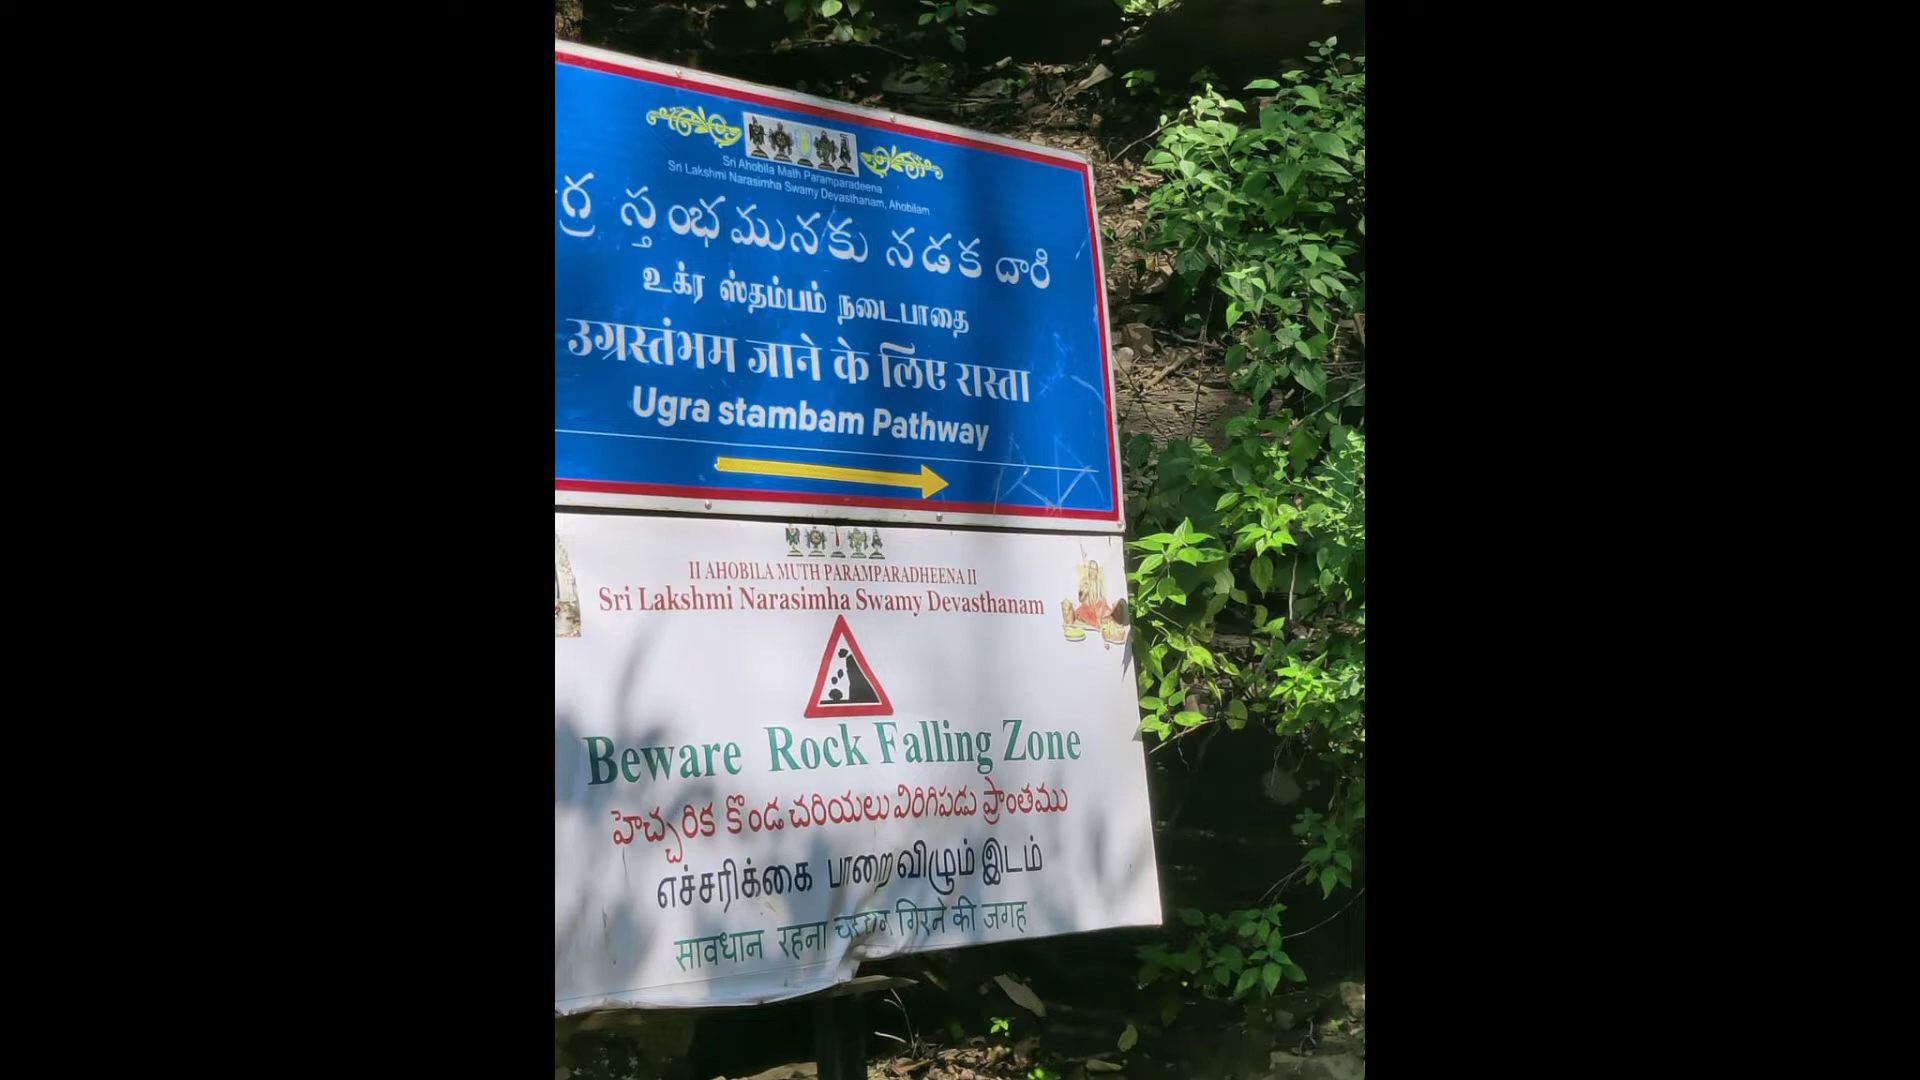 Sri Ahobila Math Paramparadeena
Sri Lakshmi Narasimha Swamy Devasthanam, Ahobilam.
గ్ర స్తంభమునకు నడక దారి
உக்ர ஸ்தம்பம் நடைபாதை
उग्रस्तंभम जाने के लिए रास्ता
Ugra stambam Pathway
II AHOBILA MUTH PARAMPARADHEENA II
Sri Lakshmi Narasimha Swamy Devasthanam
Beware Rock Falling Zone
హెచ్చరిక కొండ చరియలు విరిగిపడు ప్రాంతము
எச்சரிக்கை பாறை விழும் இடம்
सावधान रहना गिरने की जगह